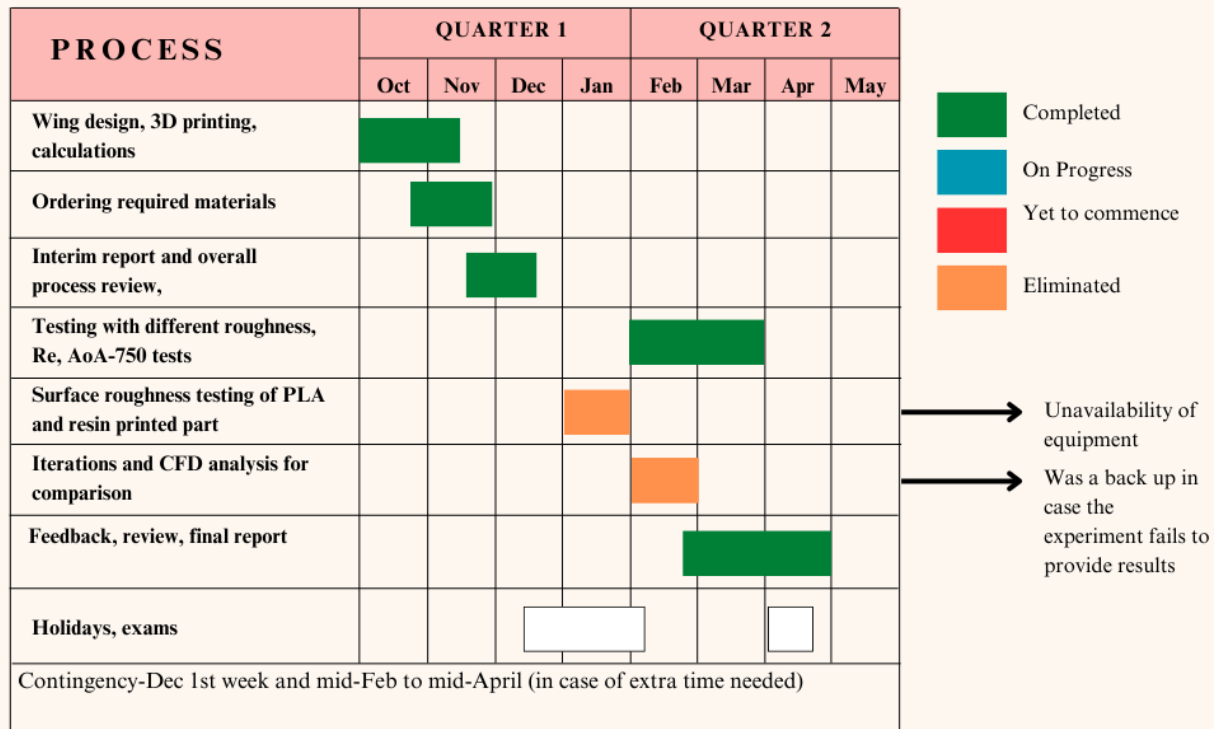 PROCESS
QUARTER 1
QUARTER 2
Oct
Nov
Dec
Jan
Feb
Mar
Apr
May
Wing design, 3D printing,
calculations
Ordering required materials
Interim report and overall
process review,
Testing with different roughness,
Re, AoA-750 tests
Surface roughness testing of PLA
and resin printed part
Iterations and CFD analysis for
comparison
Feedback, review, final report
Holidays, exams
Contingency-Dec 1st week and mid-Feb to mid-April (in case of extra time needed)
Completed
On Progress
Yet to commence
Eliminated
Unavailability of
equipment
Was a back up in
case the
experiment fails to
provide results